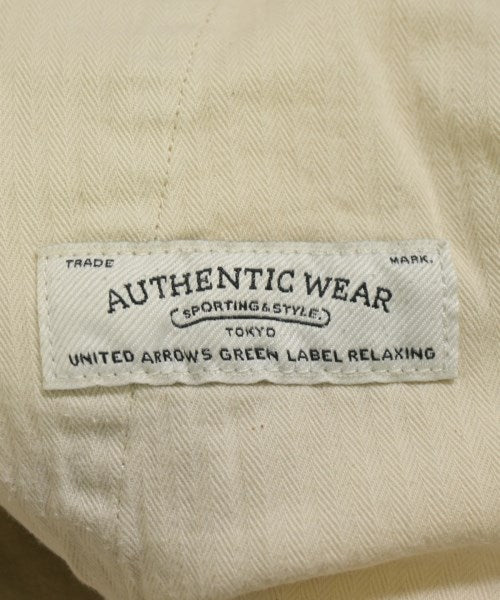 TRADE MARK.
AUTHENTIC WEAR
SPORTING & STYLE.
TOKYO
UNITED ARROWS GREEN LABEL RELAXING